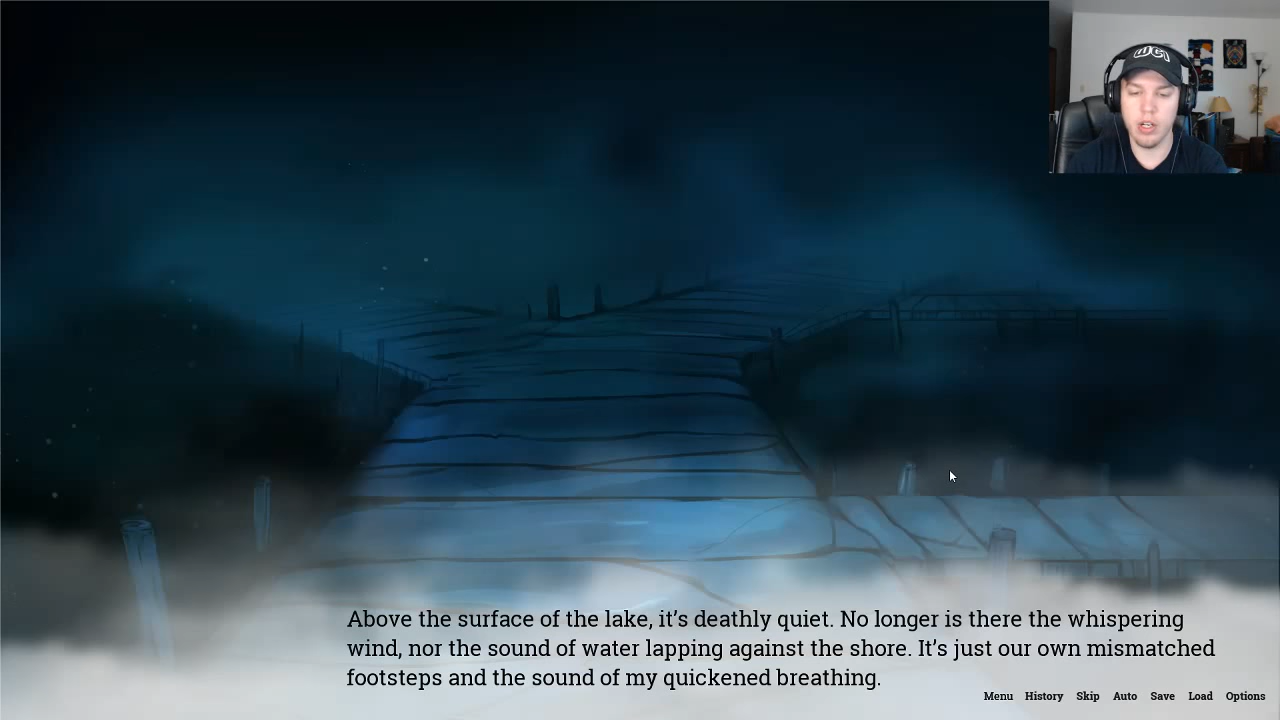 WCT
Above the surface of the lake, it’s deathly quiet. No longer is there the whispering
wind, nor the sound of water lapping against the shore. It’s just our own mismatched
footsteps and the sound of my quickened breathing.
Menu History Skip Auto Save Load Options